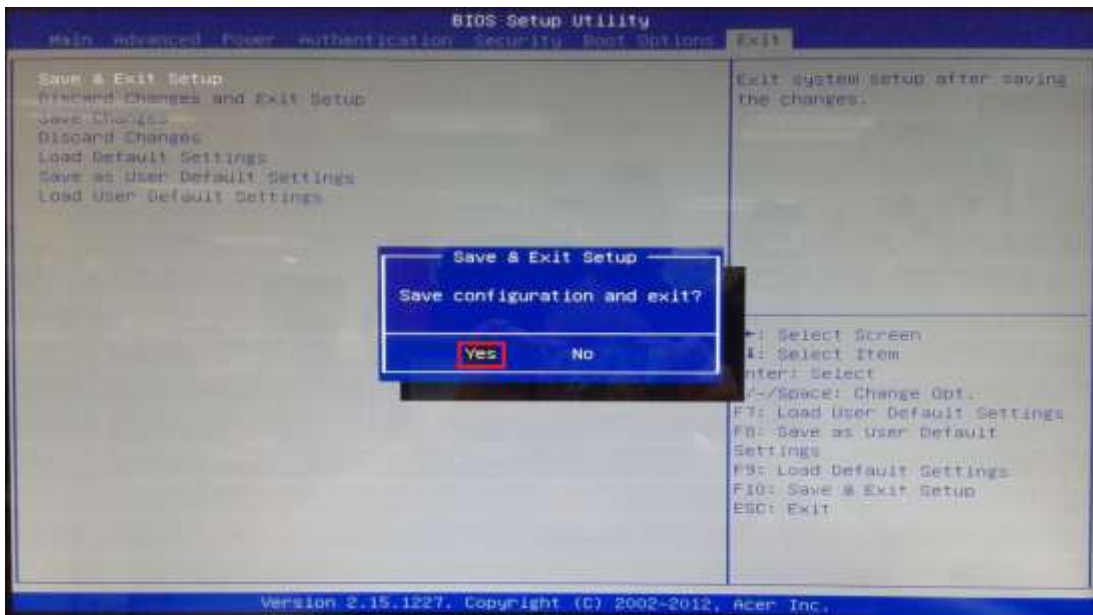 BIOS Setup Utility
Main Advanced Power Authentication Security Boot Options Exit
Save & Exit Setup
Discard Changes and Exit Setup
Save Changes
Discard Changes
Load Default Settings
Save as User Default Settings
Load User Default Settings
Exit system setup after saving
the changes.
Save & Exit Setup
Save configuration and exit?
Yes No
: Select Screen
: Select Item
nter: Select
/-/Space: Change Opt.
F7: Load User Default Settings
F8: Save as User Default
Settings
F9: Load Default Settings
F10: Save & Exit Setup
ESC: Exit
Version 2.15.1227. Copyright (C) 2002-2012, Acer Inc.